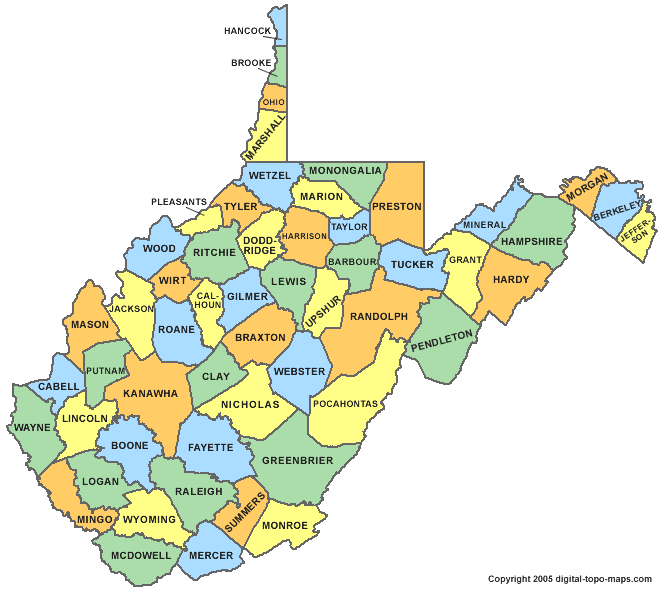 HANCOCK
BROOKE
OHIO
MARSHALL
WETZEL
MONONGALIA
MARION
PRESTON
PLEASANTS
TYLER
TAYLOR
HARRISON
DODD-
RIDGE
WOOD
RITCHIE
BARBOUR
TUCKER
GRANT
MINERAL
HAMPSHIRE
MORGAN
BERKELEY
JEFFER-
SON
HARDY
WIRT
CAL-
HOUN
GILMER
LEWIS
UPSHUR
RANDOLPH
PENDLETON
JACKSON
MASON
ROANE
BRAXTON
WEBSTER
POCAHONTAS
PUTNAM
CABELL
KANAWHA
CLAY
NICHOLAS
WAYNE
LINCOLN
BOONE
FAYETTE
GREENBRIER
LOGAN
RALEIGH
SUMMERS
MONROE
MINGO
WYOMING
MCDOWELL
MERCER
Copyright 2005 digital-topo-maps.com